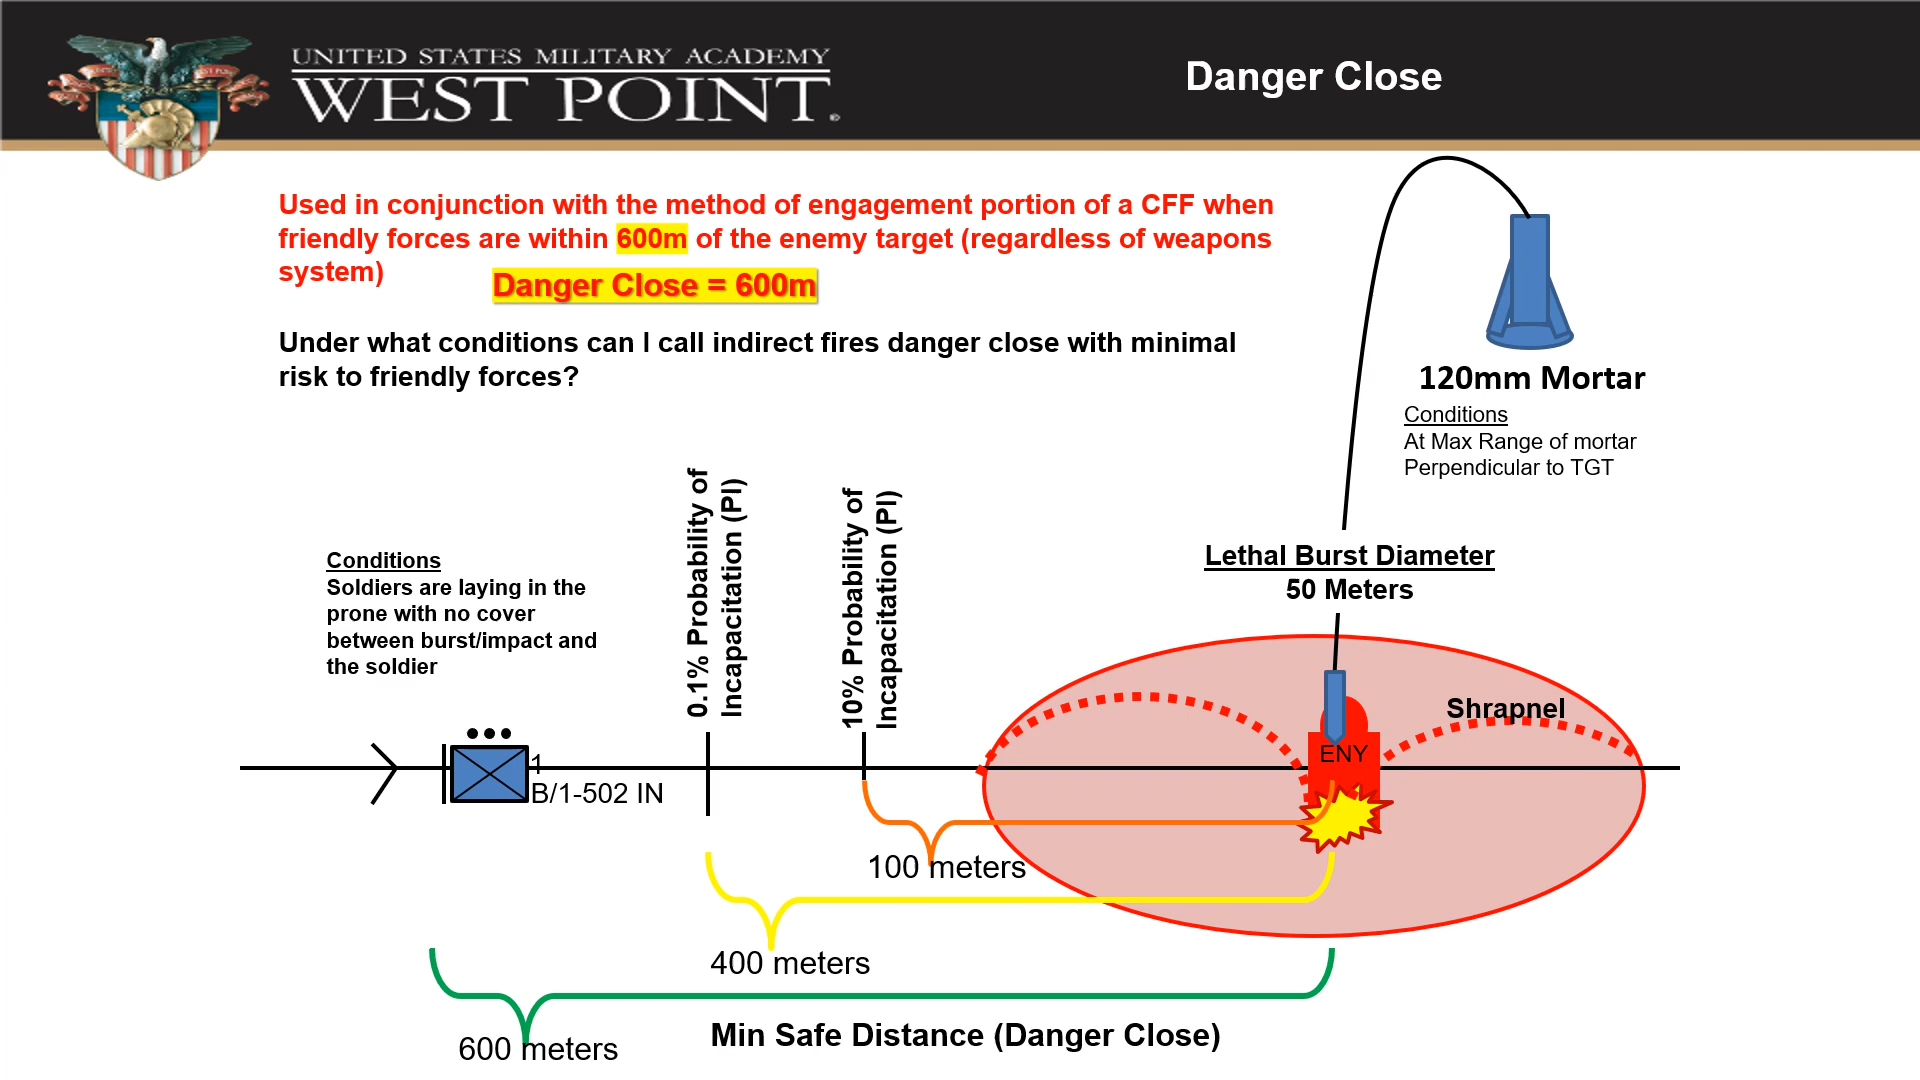 UNITED STATES MILITARY ACADEMY
WEST POINT.
Danger Close
Used in conjunction with the method of engagement portion of a CFF when
friendly forces are within 600m of the enemy target (regardless of weapons
system)
Danger Close = 600m
Under what conditions can I call indirect fires danger close with minimal
risk to friendly forces?
120mm Mortar
Conditions
At Max Range of mortar
Perpendicular to TGT
0.1% Probability of
Incapacitation (PI)
10% Probability of
Incapacitation (PI)
Conditions
Soldiers are laying in the
prone with no cover
between burst/impact and
the soldier
Lethal Burst Diameter
50 Meters
Shrapnel
ENY
1
B/1-502 IN
100 meters
400 meters
600 meters
Min Safe Distance (Danger Close)